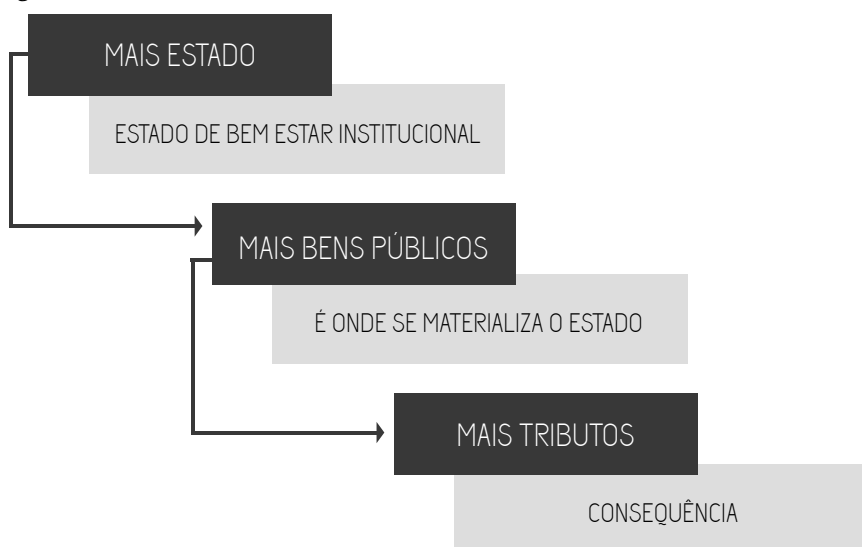 MAIS ESTADO
ESTADO DE BEM ESTAR INSTITUCIONAL
MAIS BENS PÚBLICOS
É ONDE SE MATERIALIZA O ESTADO
MAIS TRIBUTOS
CONSEQUÊNCIA